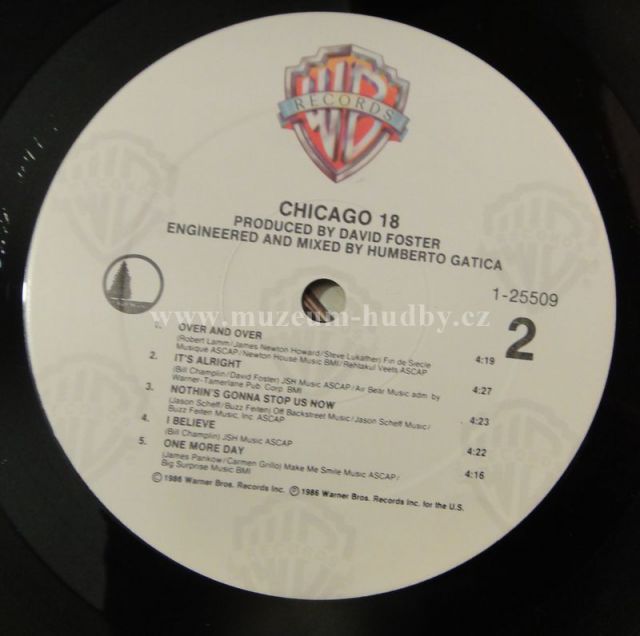 WB
RECORDS
CHICAGO 18
PRODUCED BY DAVID FOSTER
ENGINEERED AND MIXED BY HUMBERTO GATICA
1-25509
2
www.muzeum-hudby.cz
1. OVER AND OVER
(Robert Lamm/James Newton Howard/Steve Lukather) Fin de Siecle
Musique ASCAP/Newton House Music BMI/Rehtakul Veets ASCAP 4:19
2. IT'S ALRIGHT
(Bill Champlin/David Foster) JSH Music ASCAP/Air Bear Music adm. by
Warner-Tamerlane Pub. Corp. BMI 4:27
3. NOTHIN'S GONNA STOP US NOW
(Jason Scheff/Buzz Feiten) Off Backstreet Music/Jason Scheff Music/
Buzz Feiten Music, Inc. ASCAP 4:23
4. I BELIEVE
(Bill Champlin) JSH Music ASCAP 4:22
5. ONE MORE DAY
(James Pankow/Carmen Grillo) Make Me Smile Music ASCAP/
Big Surprise Music BMI 4:16
© 1986 Warner Bros. Records Inc. ℗ 1986 Warner Bros. Records Inc. for the U.S.